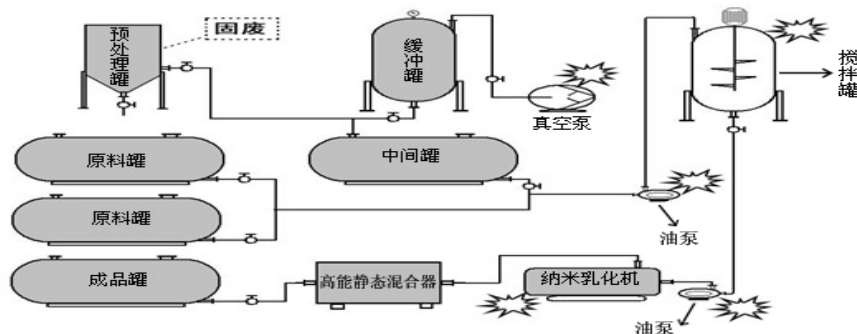 预处理罐
固废
缓冲罐
真空泵
搅拌罐
原料罐
中间罐
原料罐
油泵
成品罐
高能静态混合器
纳米乳化机
油泵